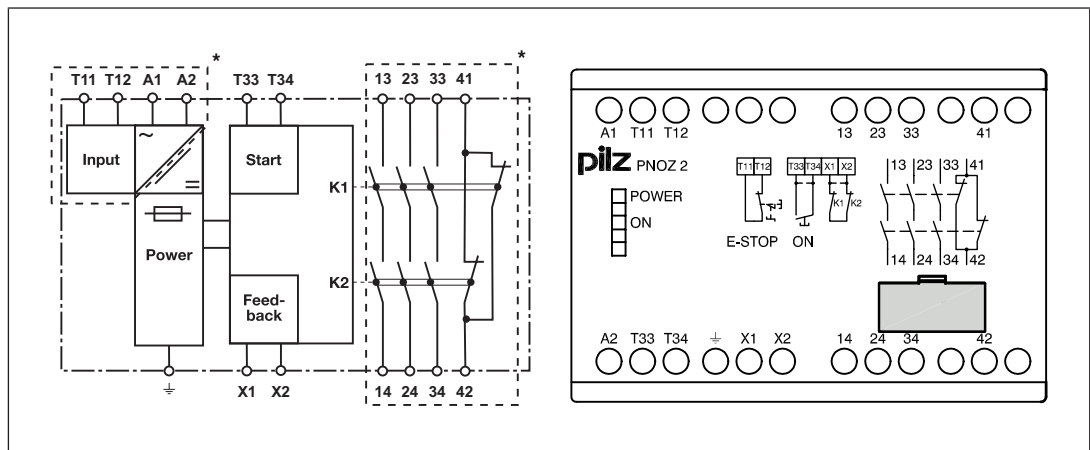 * *
T11 T12 A1 A2 T33 T34 13 23 33 41
Input ~ =
Start
K1
Power
K2
Feed-
back
X1 X2 14 24 34 42
A1 T11 T12 13 23 33 41
pilz PNOZ 2
T11 T12 T33 T34 X1 X2
13 23 33 41
POWER
K1 K2
ON
E-STOP ON
14 24 34 42
A2 T33 T34 X1 X2 14 24 34 42